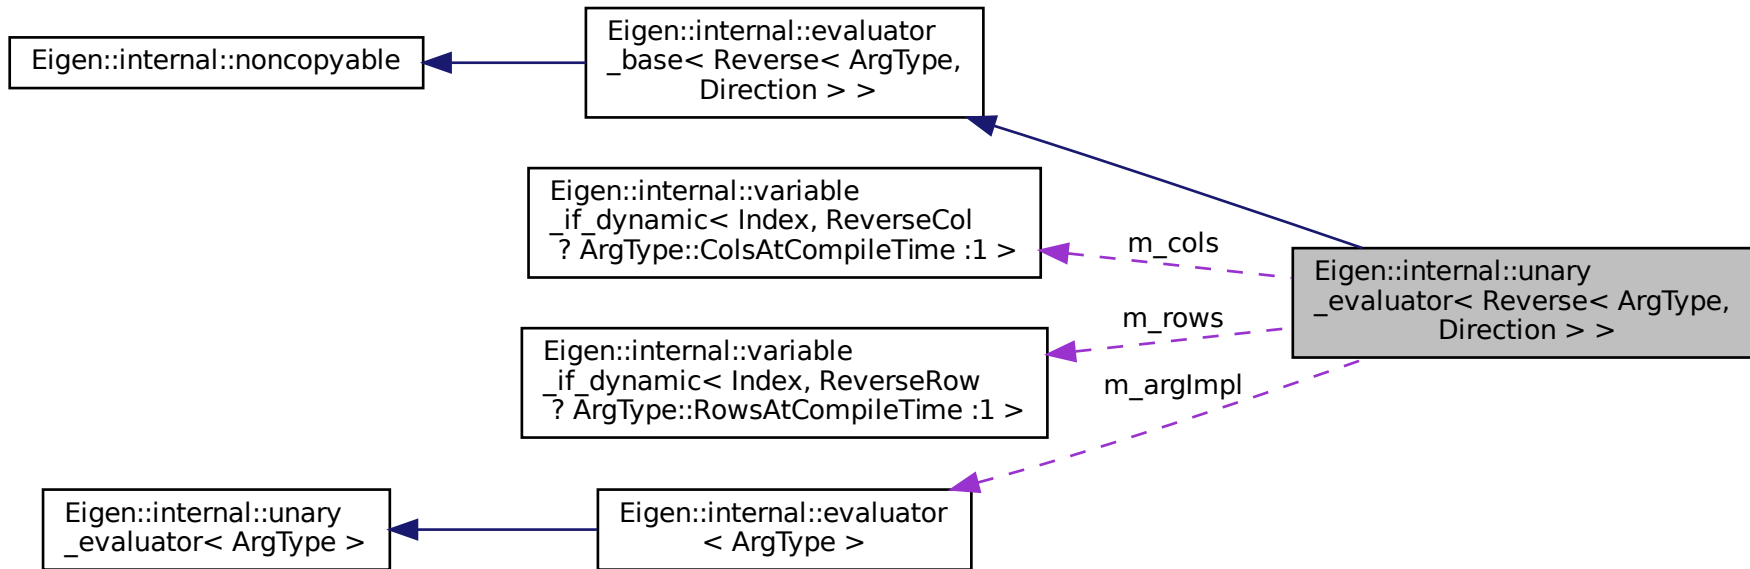 Eigen::internal::noncopyable
Eigen::internal::evaluator
_base< Reverse< ArgType,
Direction > >
Eigen::internal::variable
_if_dynamic< Index, ReverseCol
? ArgType::ColsAtCompileTime :1 >
m_cols
Eigen::internal::unary
_evaluator< Reverse< ArgType,
Direction > >
m_rows
Eigen::internal::variable
_if_dynamic< Index, ReverseRow
? ArgType::RowsAtCompileTime :1 >
m_argImpl
Eigen::internal::unary
_evaluator< ArgType >
Eigen::internal::evaluator
< ArgType >